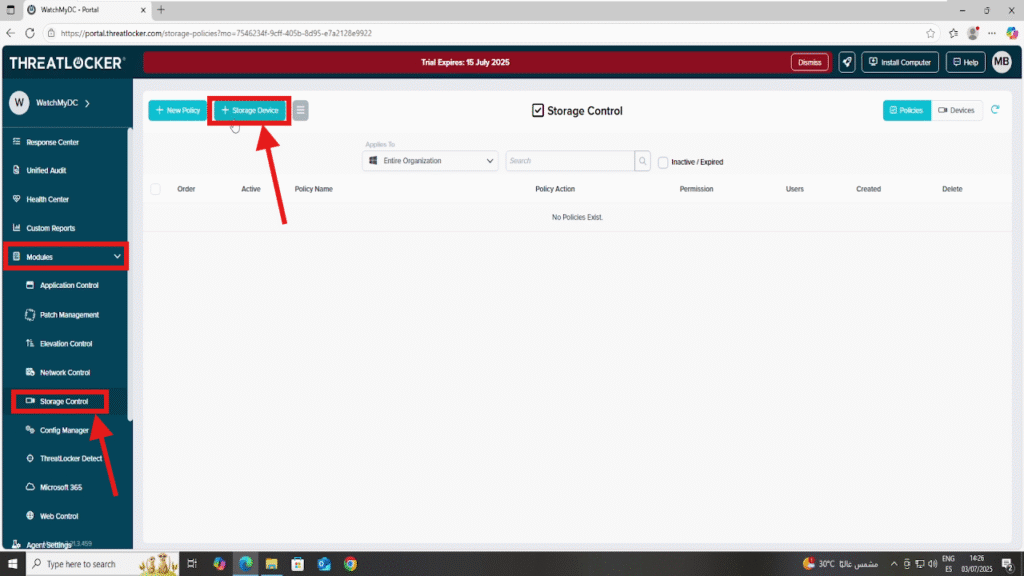 WatchMyDC - Portal
https://portal.threatlocker.com/storage-policies?mo=7546234f-9cff-405b-8d95-e7a2128e9922
THREATLOCKER
Trial Expires: 15 July 2025
Dismiss
Install Computer
Help
MB
W
WatchMyDC
+ New Policy
+ Storage Device
Storage Control
Policies
Devices
Applies To
Entire Organization
Search
Inactive / Expired
Order
Active
Policy Name
Policy Action
Permission
Users
Created
Delete
No Policies Exist.
Response Center
Unified Audit
Health Center
Custom Reports
Modules
Application Control
Patch Management
Elevation Control
Network Control
Storage Control
Config Manager
ThreatLocker Detect
Microsoft 365
Web Control
Agent Settings
Type here to search
30°C مشمس غالبًا
ENG
ES
14:26
03/07/2025
2